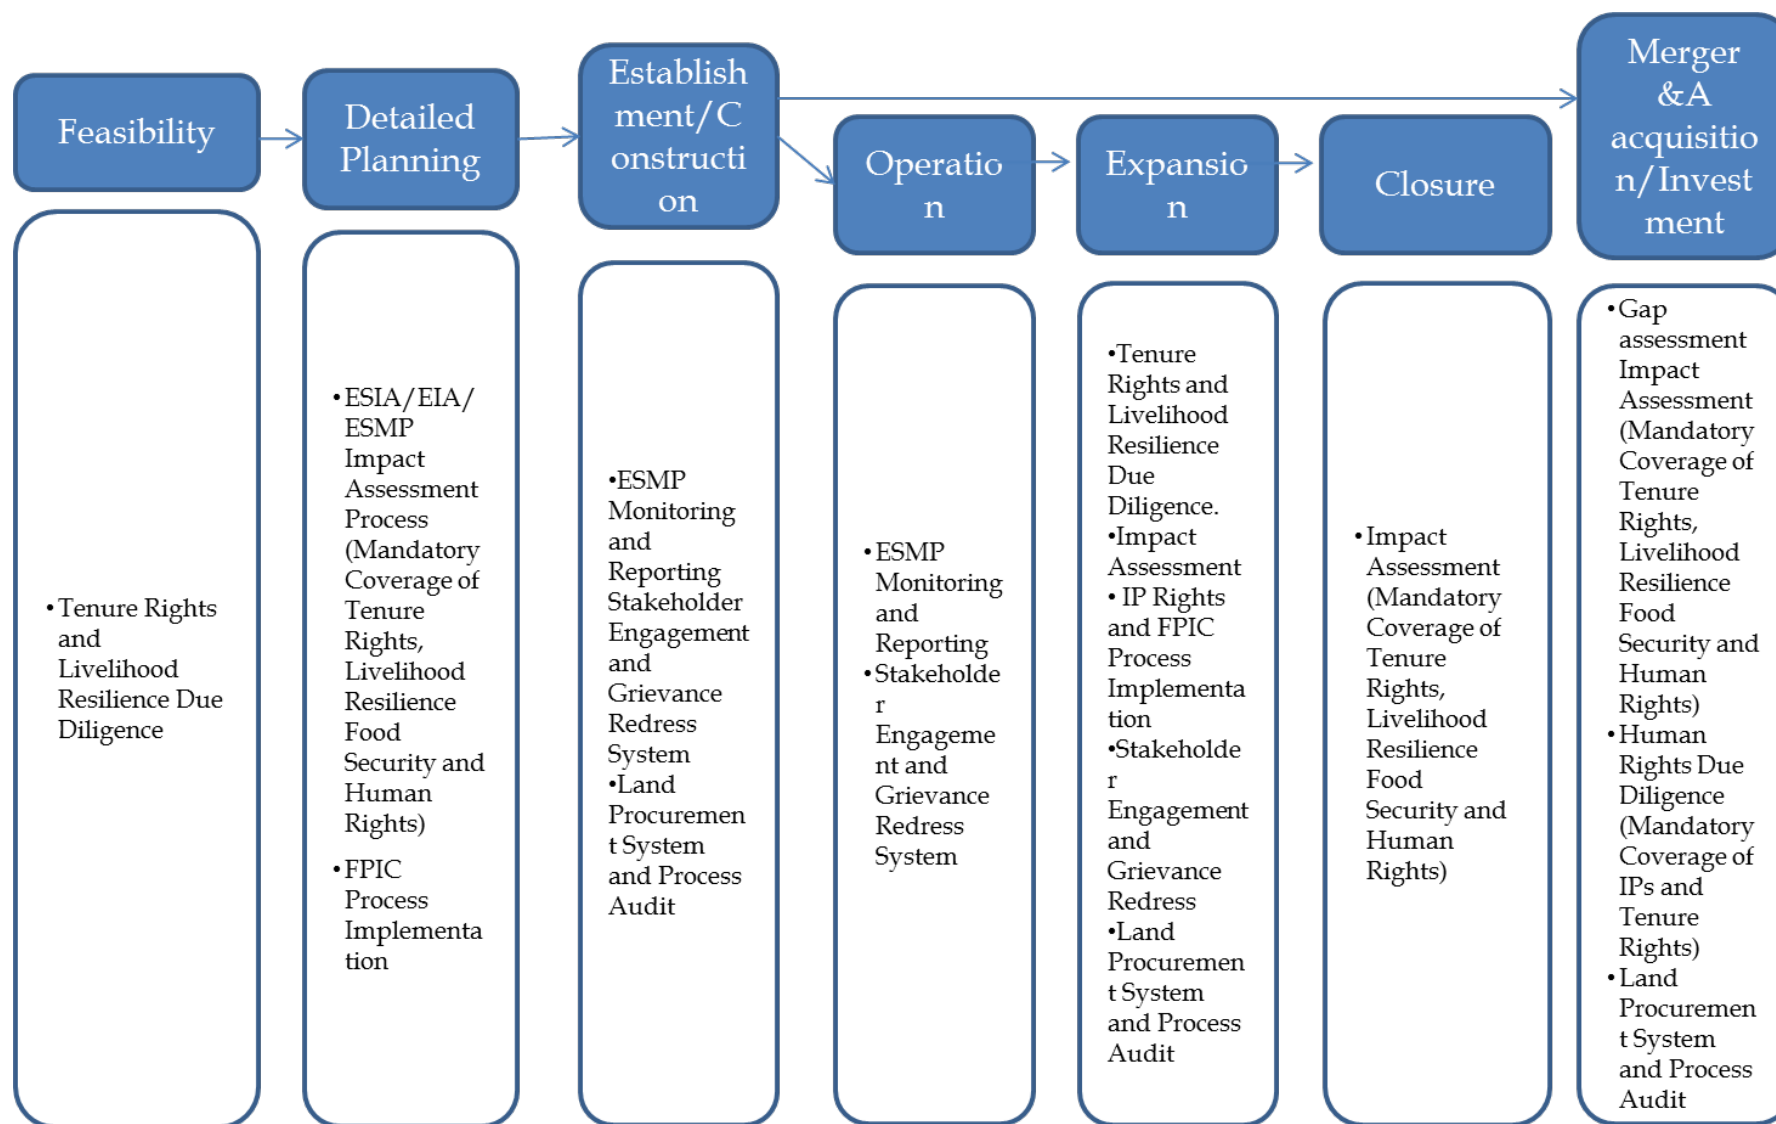 Feasibility
Detailed
Planning
Establish
ment/C
onstructi
on
Operatio
n
Expansio
n
Closure
Merger
&A
acquisitio
n/Invest
ment
•Tenure Rights
and
Livelihood
Resilience Due
Diligence
•ESIA/EIA/
ESMP
Impact
Assessment
Process
(Mandatory
Coverage of
Tenure
Rights,
Livelihood
Resilience
Food
Security and
Human
Rights)
•FPIC
Process
Implementa
tion
•ESMP
Monitoring
and
Reporting
Stakeholder
Engagement
and
Grievance
Redress
System
•Land
Procuremen
t System
and Process
Audit
•ESMP
Monitoring
and
Reporting
•Stakeholde
r
Engageme
nt and
Grievance
Redress
System
•Tenure
Rights and
Livelihood
Resilience
Due
Diligence.
•Impact
Assessment
• IP Rights
and FPIC
Process
Implementa
tion
•Stakeholde
r
Engagement
and
Grievance
Redress
•Land
Procuremen
t System
and Process
Audit
•Impact
Assessment
(Mandatory
Coverage of
Tenure
Rights,
Livelihood
Resilience
Food
Security and
Human
Rights)
•Gap
assessment
Impact
Assessment
(Mandatory
Coverage of
Tenure
Rights,
Livelihood
Resilience
Food
Security and
Human
Rights)
•Human
Rights Due
Diligence
(Mandatory
Coverage of
IPs and
Tenure
Rights)
•Land
Procuremen
t System
and Process
Audit